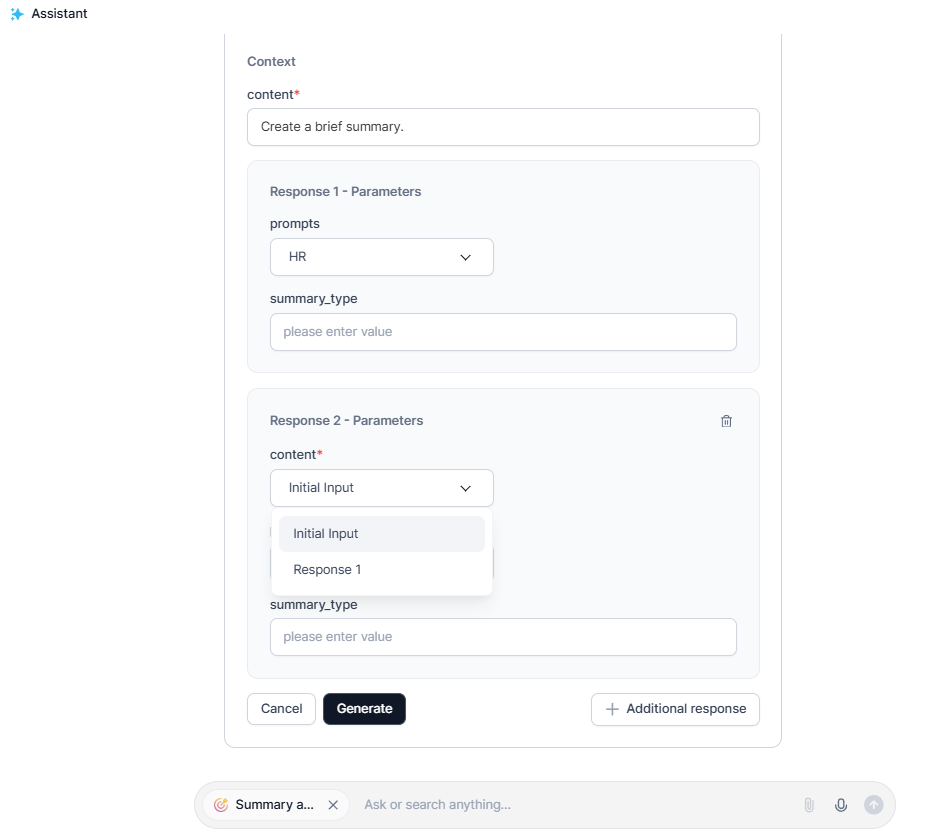 Assistant
Context
content*
Create a brief summary.
Response 1 - Parameters
prompts
HR
summary_type
please enter value
Response 2 - Parameters
content*
Initial Input
Initial Input
Response 1
summary_type
please enter value
Cancel
Generate
Additional response
Summary a...
Ask or search anything...